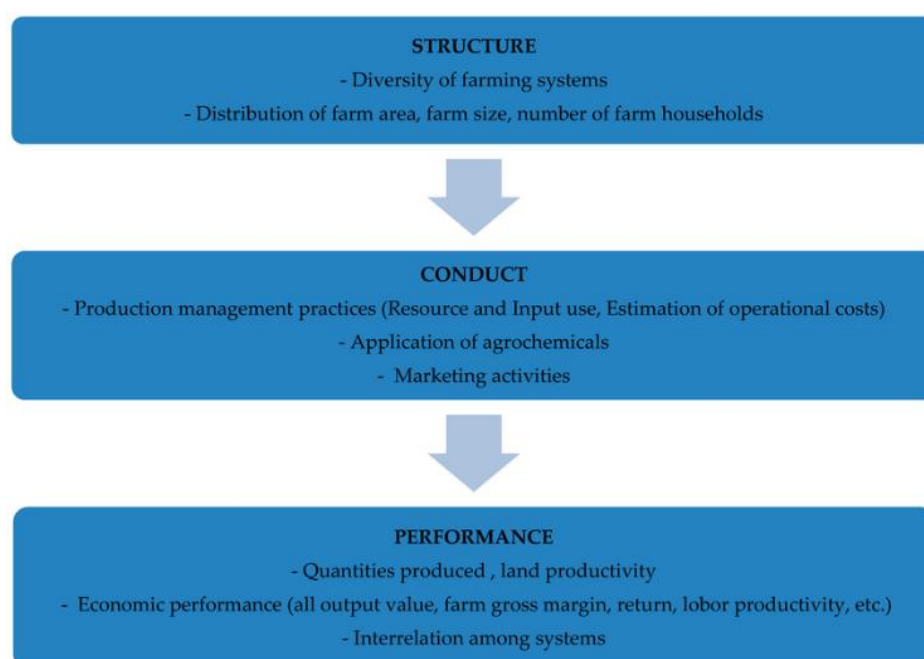 STRUCTURE
- Diversity of farming systems
- Distribution of farm area, farm size, number of farm households
CONDUCT
- Production management practices (Resource and Input use, Estimation of operational costs)
- Application of agrochemicals
- Marketing activities
PERFORMANCE
- Quantities produced , land productivity
- Economic performance (all output value, farm gross margin, return, lobor productivity, etc.)
- Interrelation among systems